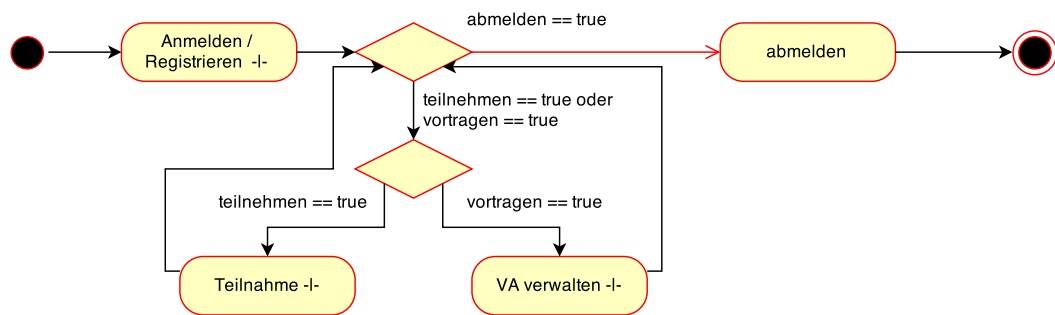 abmelden == true
Anmelden /
Registrieren -I-
abmelden
teilnehmen == true oder
vortragen == true
teilnehmen == true
vortragen == true
Teilnahme -I-
VA verwalten -I-